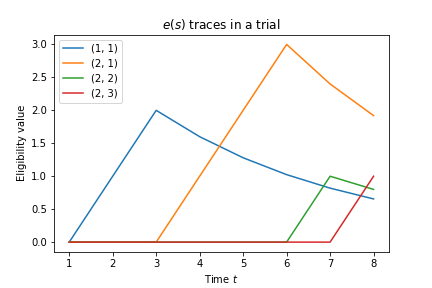 e(s) traces in a trial
(1, 1)
(2, 1)
(2, 2)
(2, 3)
Eligibility value
3.0
2.5
2.0
1.5
1.0
0.5
0.0
1 2 3 4 5 6 7 8
Time t